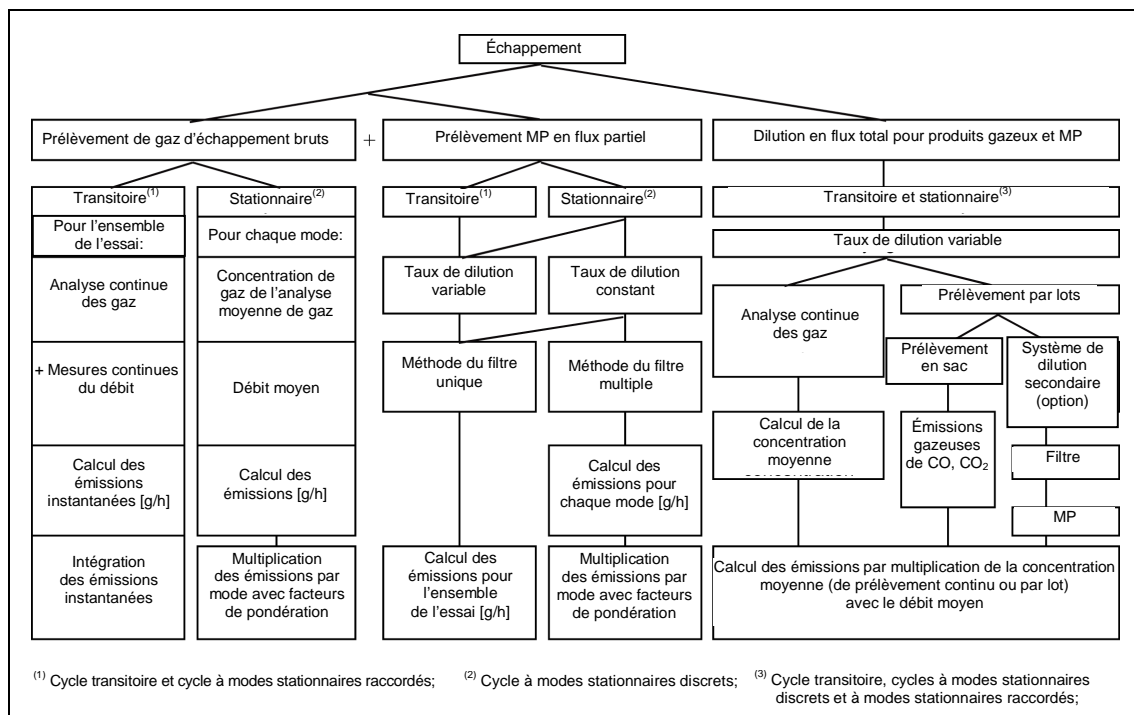 Échappement
Prélèvement de gaz d'échappement bruts
+
Prélèvement MP en flux partiel
Dilution en flux total pour produits gazeux et MP
Transitoire(1)
Stationnaire(2)
Transitoire(1)
Stationnaire(2)
Transitoire et stationnaire(3)
Pour l'ensemble
de l'essai:
Pour chaque mode:
Taux de dilution variable
Analyse continue
des gaz
Concentration de
gaz de l'analyse
moyenne de gaz
Taux de dilution
variable
Taux de dilution
constant
Analyse continue
des gaz
Prélèvement par lots
+ Mesures continues
du débit
Débit moyen
Méthode du filtre
unique
Méthode du filtre
multiple
Prélèvement
en sac
Système de
dilution
secondaire
(option)
Calcul de la
concentration
moyenne
concentration
Émissions
gazeuses
de CO, CO2
Filtre
MP
Calcul des
émissions
instantanées [g/h]
Calcul des
émissions [g/h]
Calcul des
émissions pour
chaque mode [g/h]
Intégration
des émissions
instantanées
Multiplication
des émissions par
mode avec facteurs
de pondération
Calcul des
émissions pour
l'ensemble
de l'essai [g/h]
Multiplication
des émissions par
mode avec facteurs
de pondération
Calcul des émissions par multiplication de la concentration
moyenne (de prélèvement continu ou par lot)
avec le débit moyen
(1) Cycle transitoire et cycle à modes stationnaires raccordés;
(2) Cycle à modes stationnaires discrets;
(3) Cycle transitoire, cycles à modes stationnaires
discrets et à modes stationnaires raccordés;